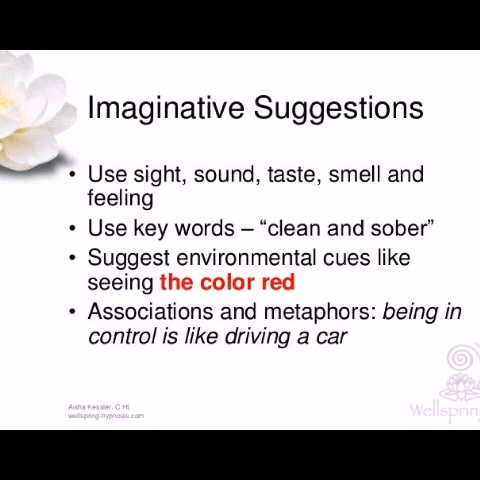 Imaginative Suggestions
• Use sight, sound, taste, smell and
feeling
• Use key words – “clean and sober”
• Suggest environmental cues like
seeing the color red
• Associations and metaphors: being in
control is like driving a car
Aisha Kessler, C.Ht.
wellspring-hypnosis.com
Wellspring